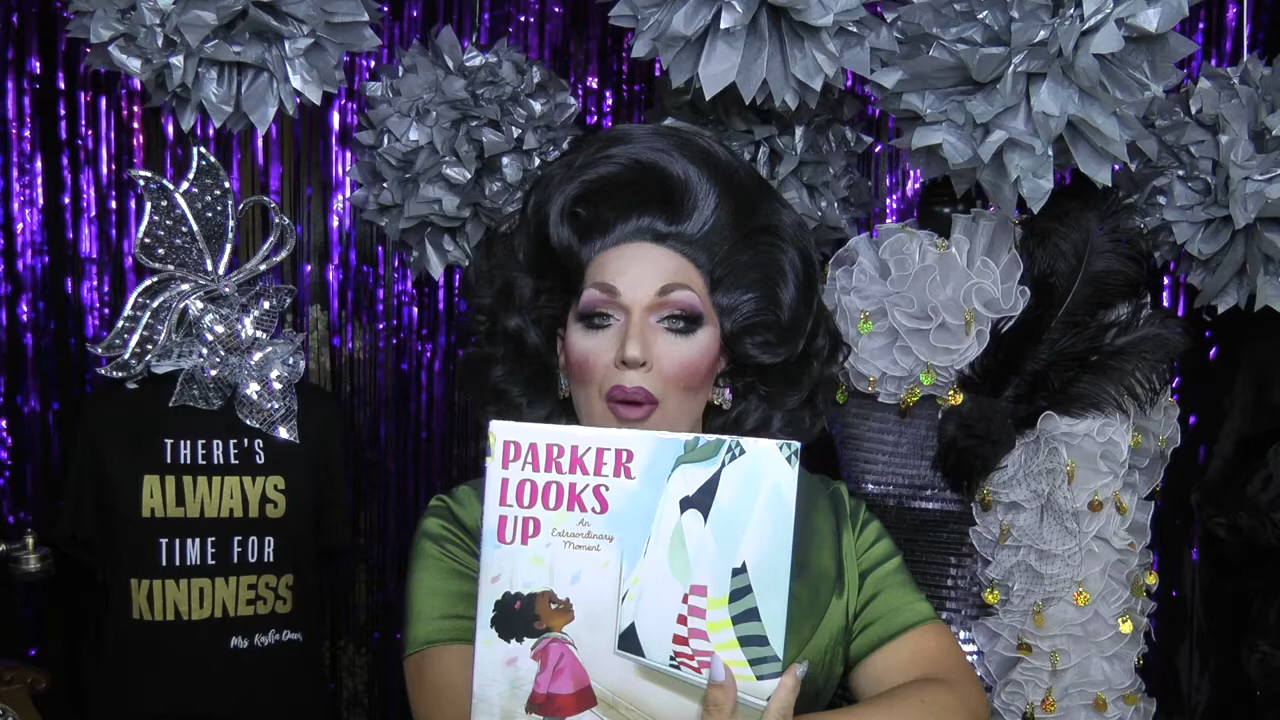 THERE'S
ALWAYS
TIME FOR
KINDNESS
Mrs Kasha Davis
PARKER
LOOKS
UP
An
Extraordinary
Moment